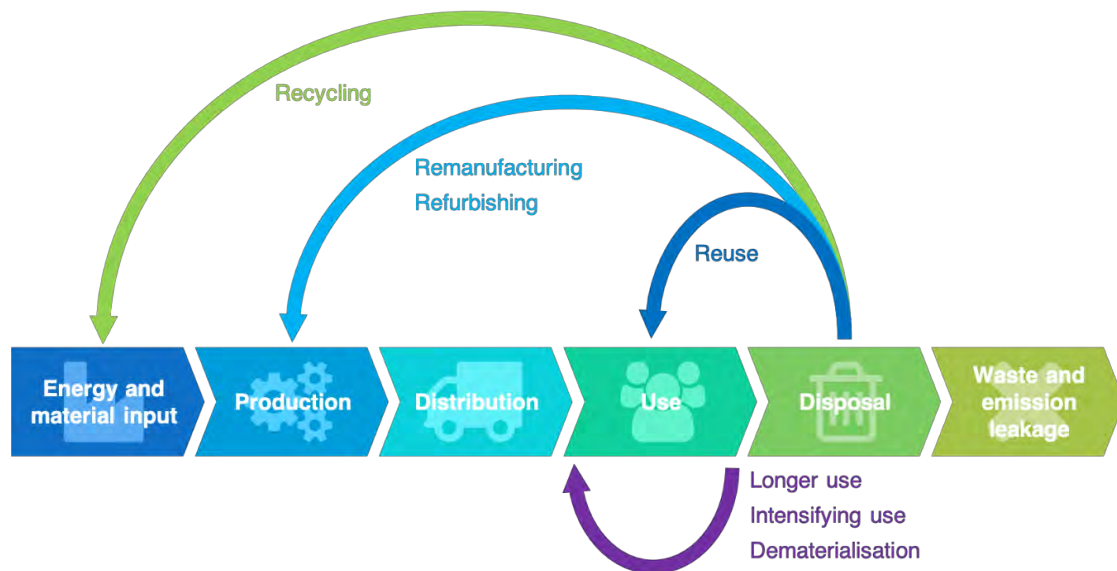 Recycling
Remanufacturing
Refurbishing
Reuse
Energy and
material input
Production
Distribution
Use
Disposal
Waste and
emission
leakage
Longer use
Intensifying use
Dematerialisation